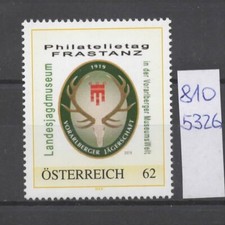 Philatelietag
FRASTANZ
Landesjagdmuseum
in der Vorarlberger MuseumsWelt
1919
VORARLBERGER JÄGERSCHAFT
ÖSTERREICH 62
810
5326